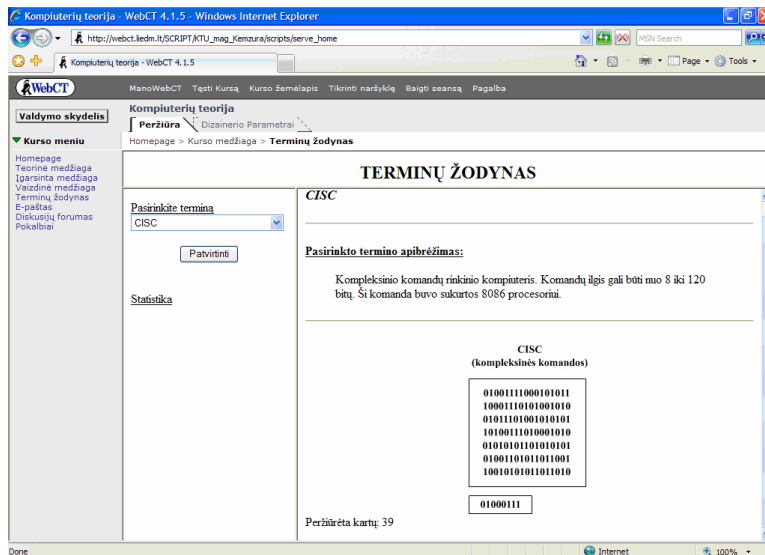 Kompiuterių teorija - WebCT 4.1.5 - Windows Internet Explorer
http://webct.liedm.lt/SCRIPT/KTU_mag_Kemzura/scripts/serve_home
MSN Search
Kompiuterių teorija - WebCT 4.1.5
Page
Tools
WebCT
ManoWebCT Tęsti Kursą Kurso žemėlapis Tikrinti naršyklę Baigti seansą Pagalba
Valdymo skydelis
Kompiuterių teorija
Peržiūra
Dizainerio Parametrai
Kurso meniu
Homepage > Kurso medžiaga > Terminų žodynas
Homepage
Teorinė medžiaga
Įgarsinta medžiaga
Vaizdinė medžiaga
Terminų žodynas
E-paštas
Diskusijų forumas
Pokalbiai
TERMINŲ ŽODYNAS
Pasirinkite terminą
CISC
Patvirtinti
Statistika
CISC
Pasirinkto termino apibrėžimas:
Kompleksinio komandų rinkinio kompiuteris. Komandų ilgis gali būti nuo 8 iki 120
bitų. Ši komanda buvo sukurtos 8086 procesoriui.
CISC
(kompleksinės komandos)
01001111000101011
10001110101001010
01011101001010101
10100111010001010
01010101101010101
01001101011011001
10010101011011010
01000111
Peržiūrėta kartų: 39
Done
Internet
100%